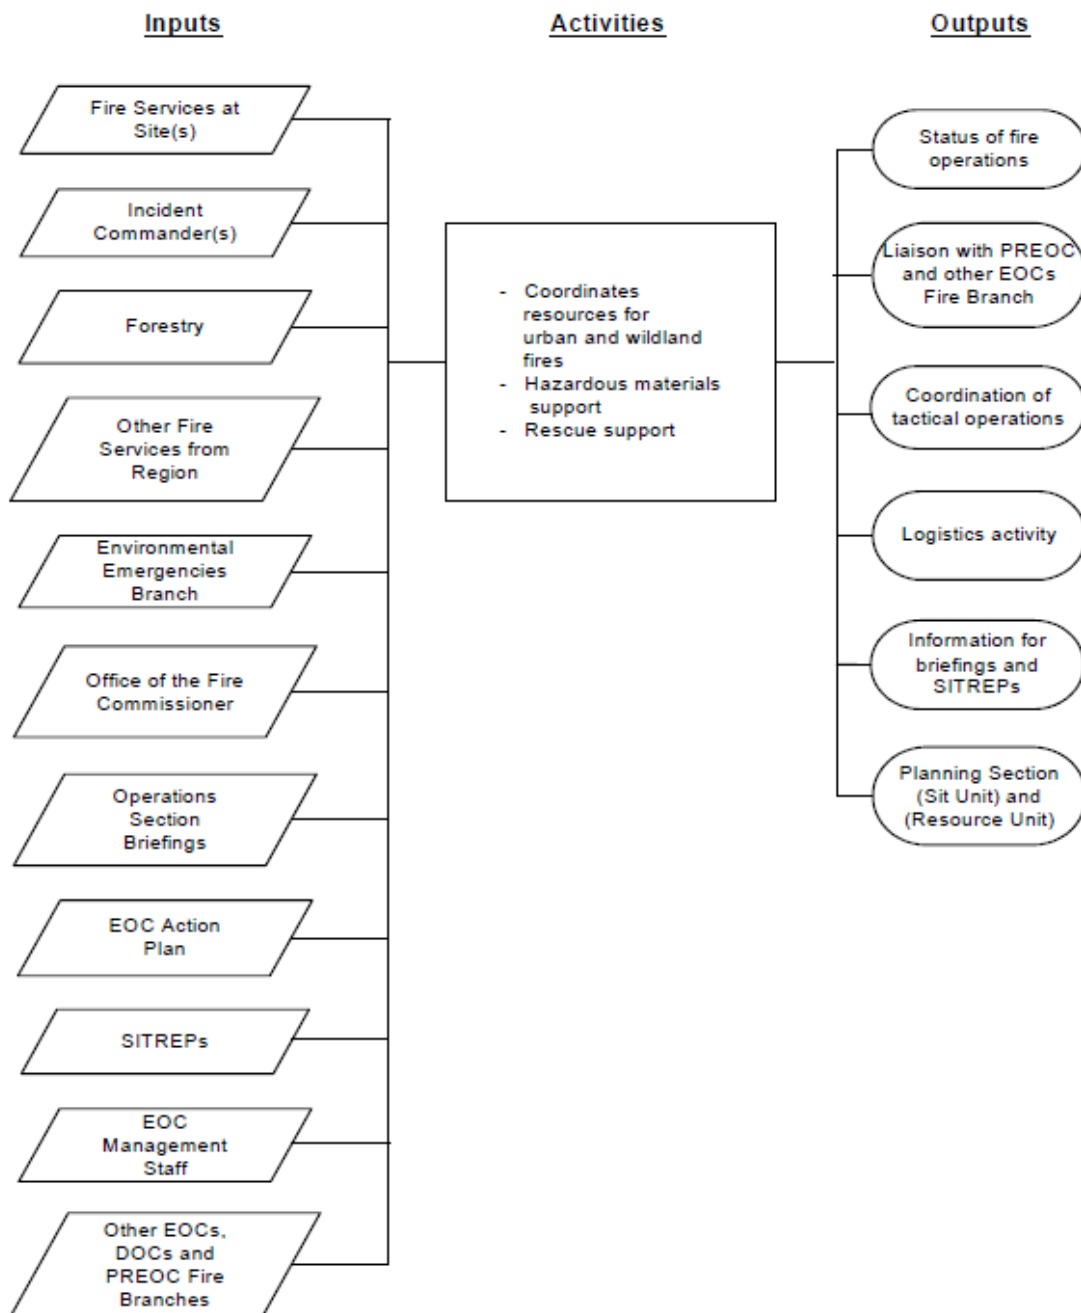 Inputs
Activities
Outputs
Fire Services at
Site(s)
Incident
Commander(s)
Forestry
Other Fire
Services from
Region
Environmental
Emergencies
Branch
Office of the Fire
Commissioner
Operations
Section
Briefings
EOC Action
Plan
SITREPs
EOC
Management
Staff
Other EOCs,
DOCs and
PREOC Fire
Branches
- Coordinates
resources for
urban and wildland
fires
- Hazardous materials
support
- Rescue support
Status of fire
operations
Liaison with PREOC
and other EOCs
Fire Branch
Coordination of
tactical operations
Logistics activity
Information for
briefings and
SITREPs
Planning Section
(Sit Unit) and
(Resource Unit)